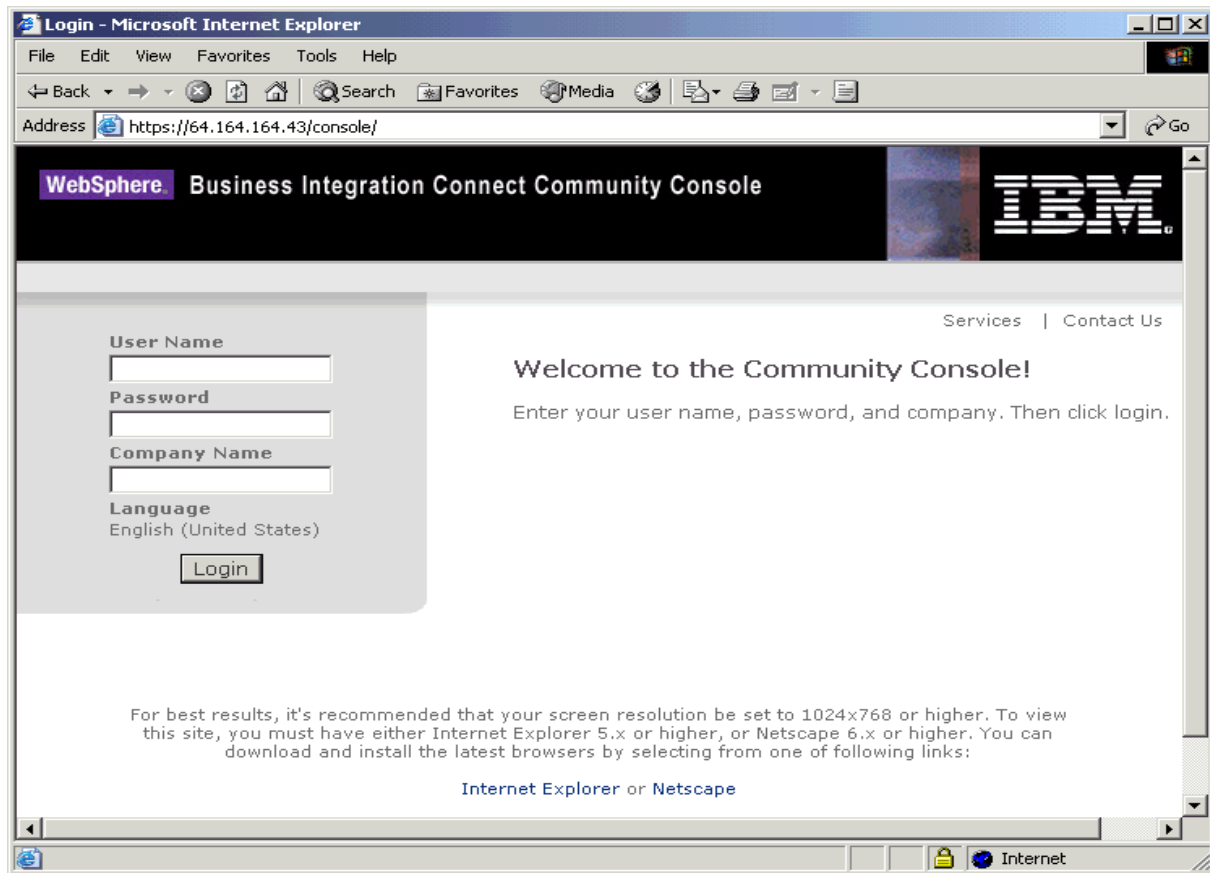 Login - Microsoft Internet Explorer
File Edit View Favorites Tools Help
Back Search Favorites Media
Address https://64.164.164.43/console/ Go
WebSphere. Business Integration Connect Community Console
IBM.
Services | Contact Us
User Name
Welcome to the Community Console!
Password
Enter your user name, password, and company. Then click login.
Company Name
Language
English (United States)
Login
For best results, it's recommended that your screen resolution be set to 1024x768 or higher. To view
this site, you must have either Internet Explorer 5.x or higher, or Netscape 6.x or higher. You can
download and install the latest browsers by selecting from one of following links:
Internet Explorer or Netscape
Internet